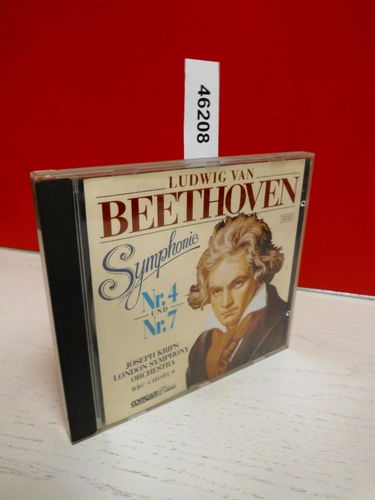 46208
LUDWIG VAN
BEETHOVEN
Symphonie
Nr. 4
UND
Nr. 7
JOSEPH KRIPS
LONDON SYMPHONY
ORCHESTRA
BBC CHORUS